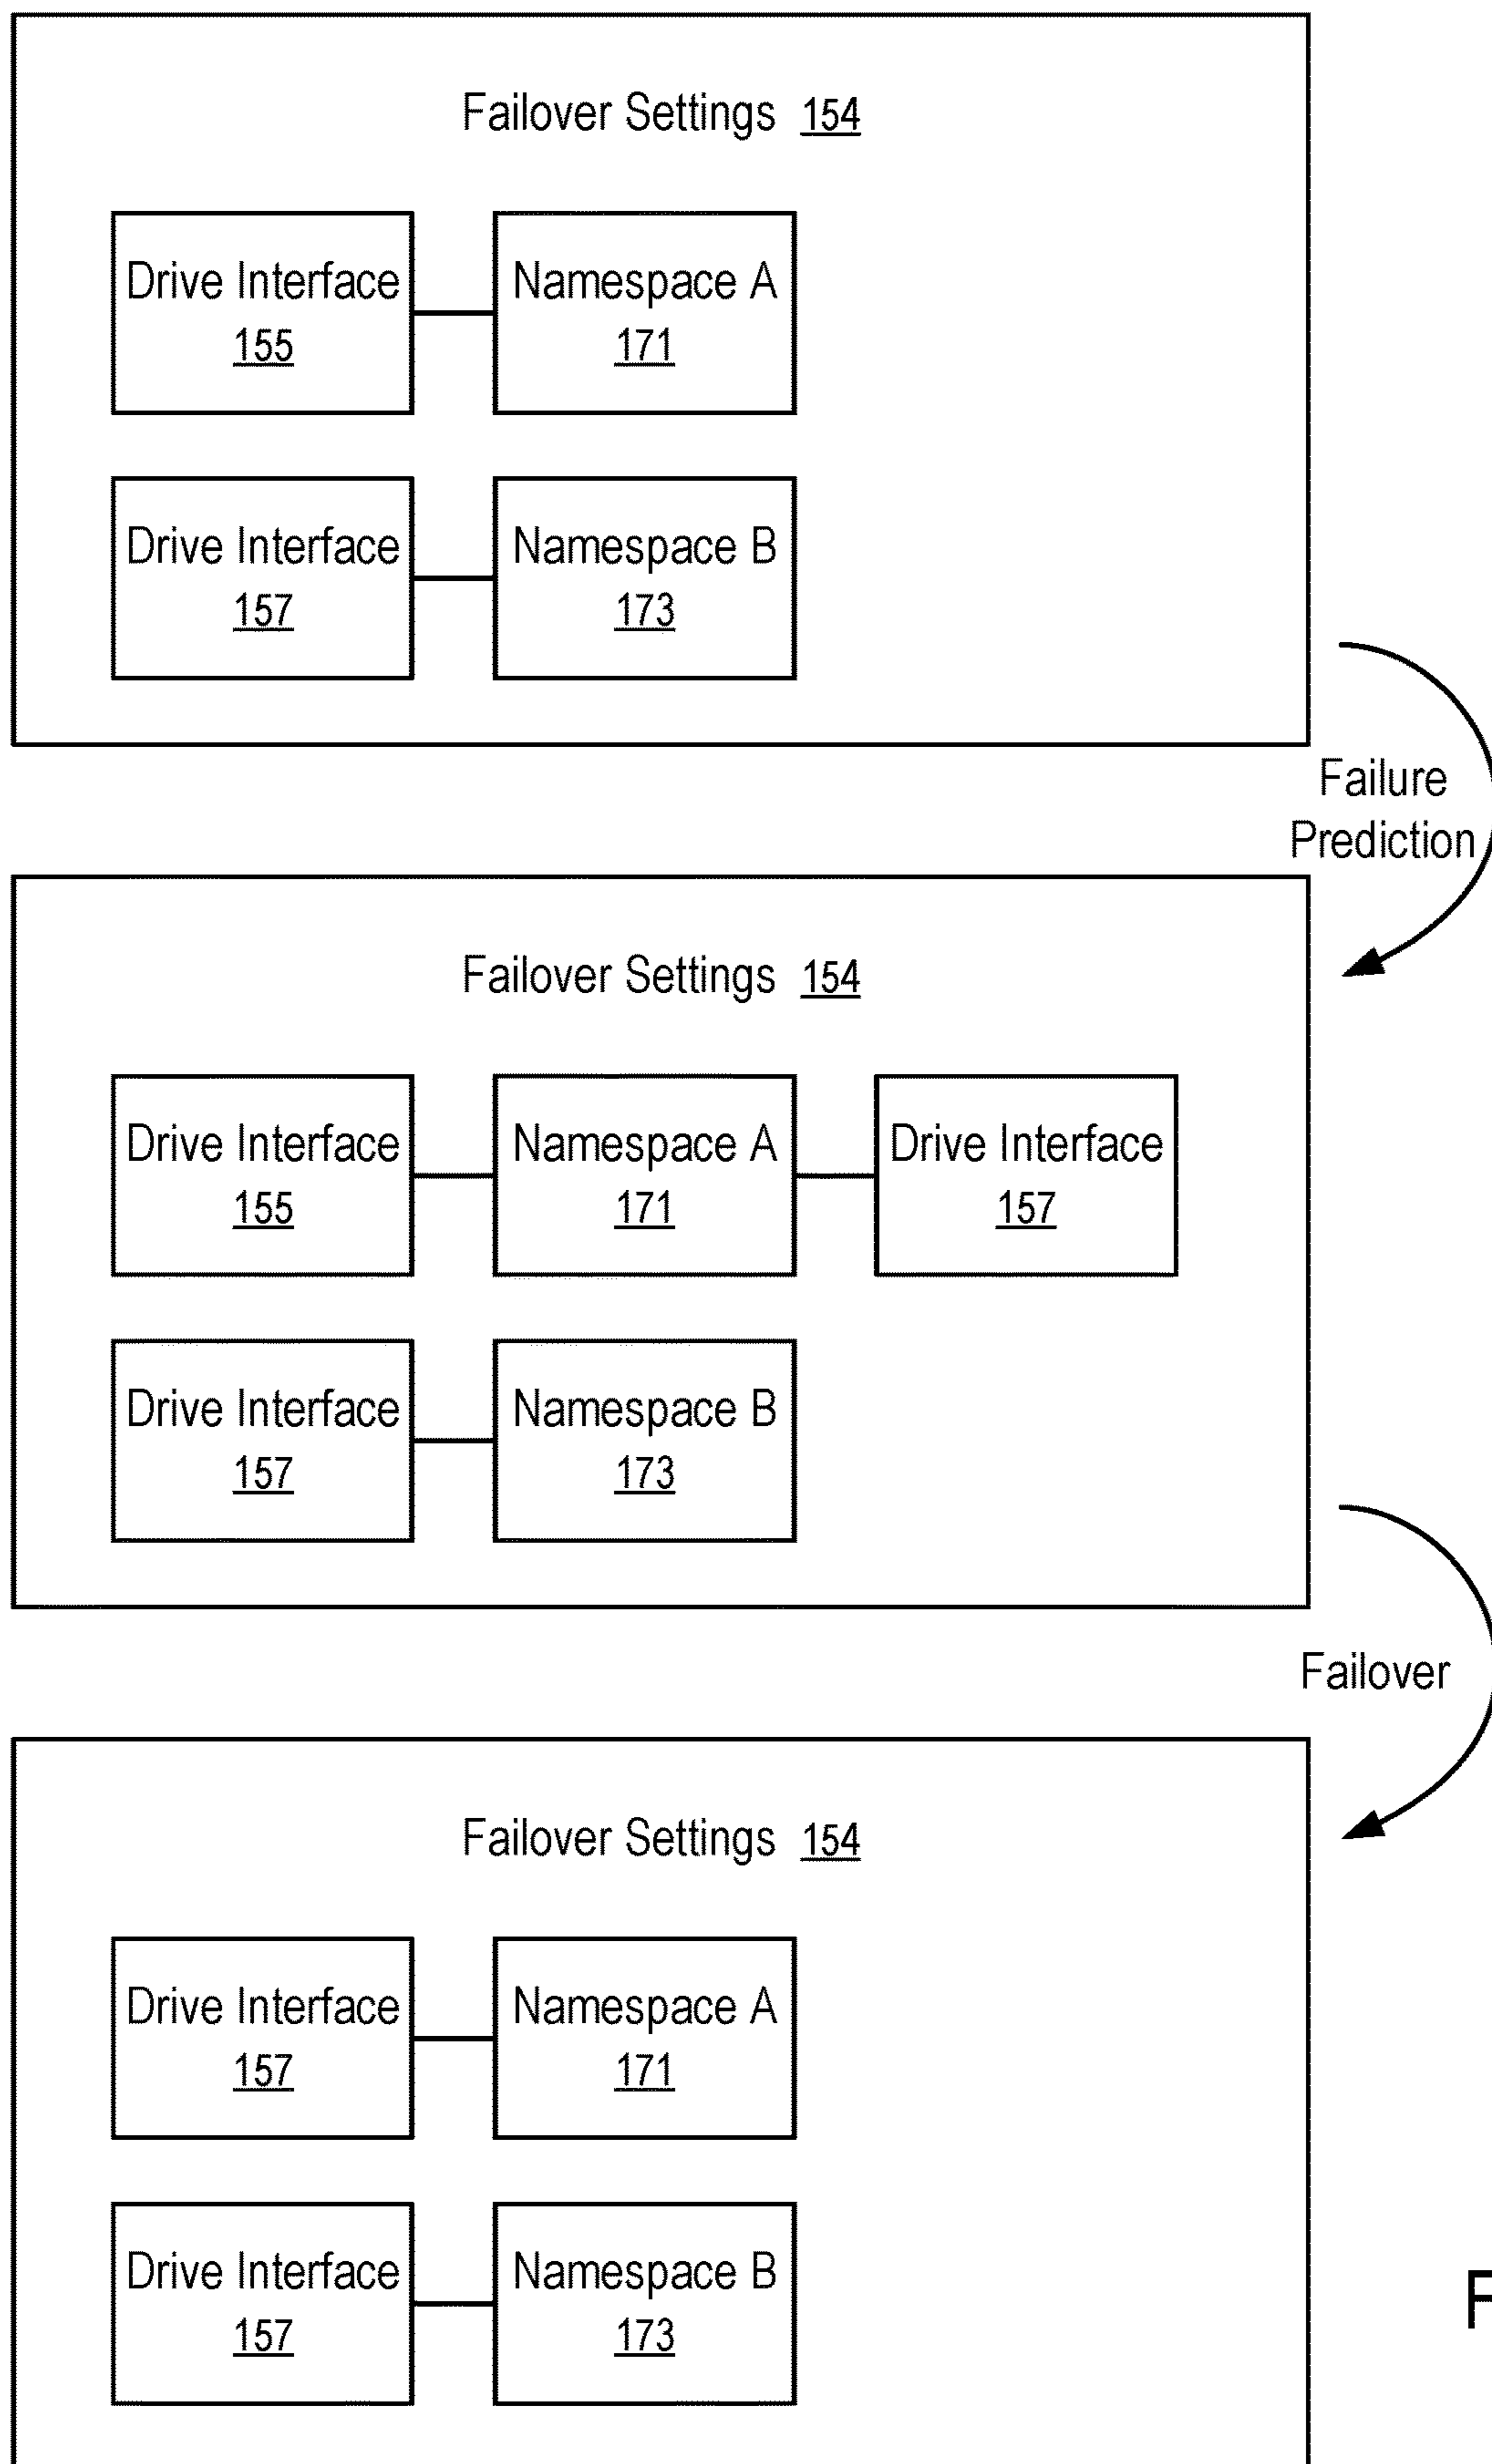 Failover Settings 154
Drive Interface
155
Namespace A
171
Drive Interface
157
Namespace B
173
Failure
Prediction
Failover Settings 154
Drive Interface
155
Namespace A
171
Drive Interface
157
Drive Interface
157
Namespace B
173
Failover
Failover Settings 154
Drive Interface
157
Namespace A
171
Drive Interface
157
Namespace B
173
F